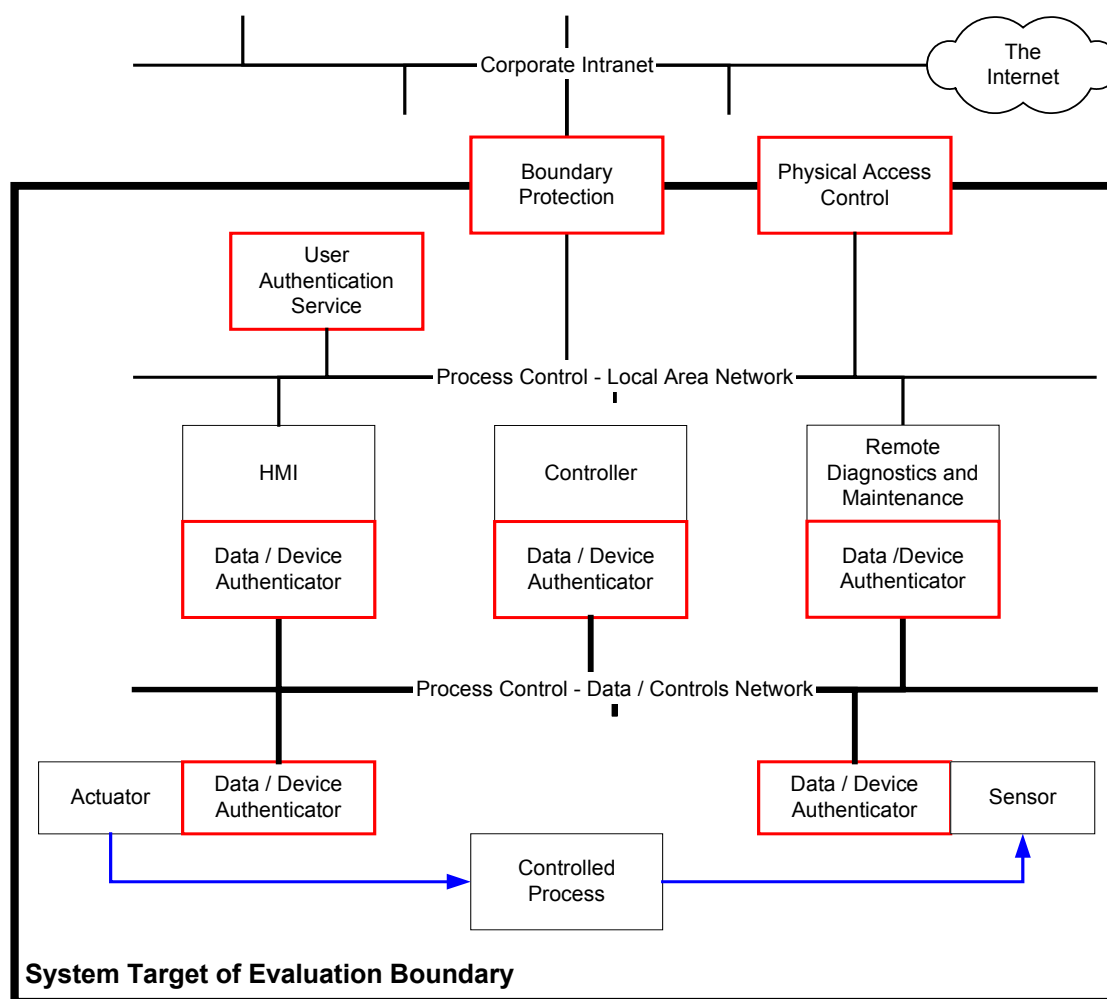 The
Internet
Corporate Intranet
Boundary
Protection
Physical Access
Control
User
Authentication
Service
Process Control - Local Area Network
HMI
Controller
Remote
Diagnostics and
Maintenance
Data / Device
Authenticator
Data / Device
Authenticator
Data /Device
Authenticator
Process Control - Data / Controls Network
Actuator
Data / Device
Authenticator
Data / Device
Authenticator
Sensor
Controlled
Process
System Target of Evaluation Boundary